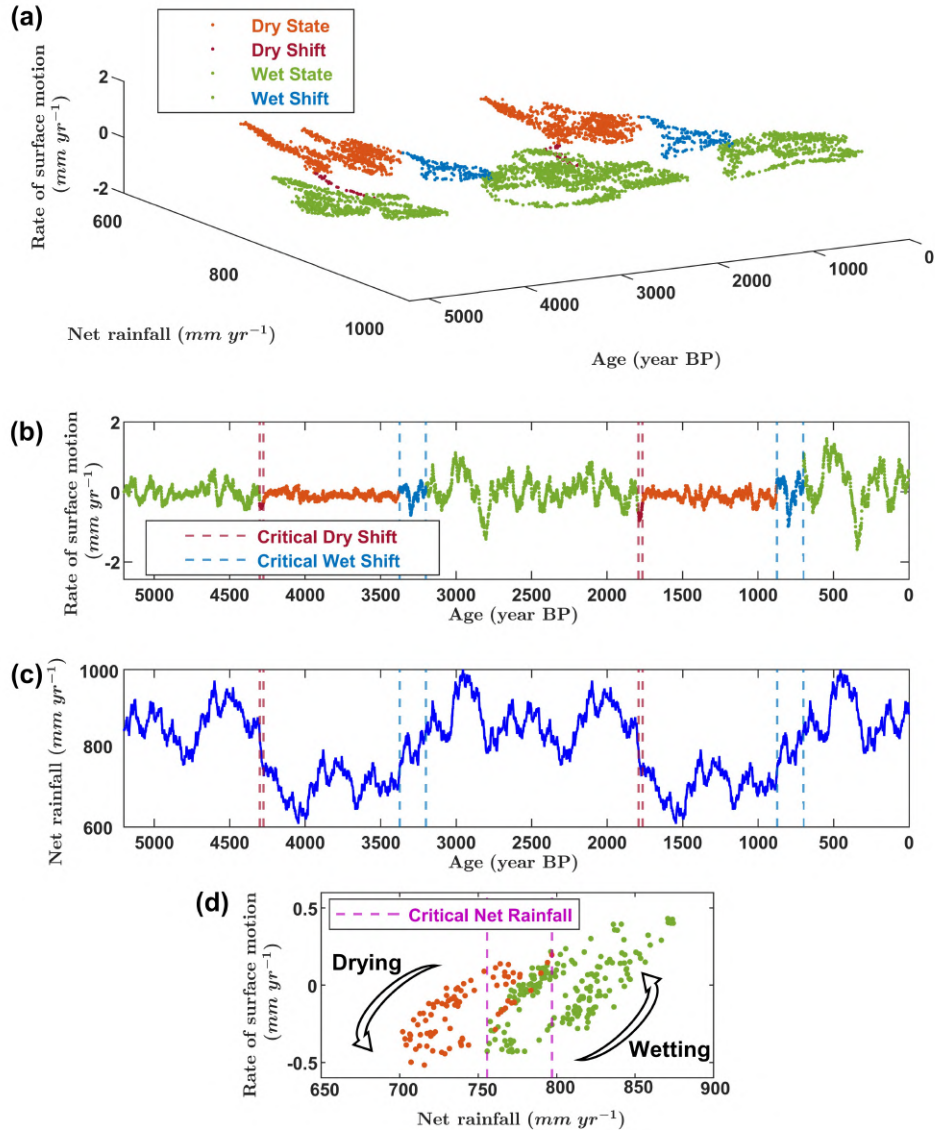 (a)
Dry State
Dry Shift
Wet State
Wet Shift
Rate of surface motion
(mm yr⁻¹)
2
0
-2
600
800
1000
Net rainfall (mm yr⁻¹)
5000
4000
3000
2000
1000
0
Age (year BP)
(b)
Rate of surface motion
(mm yr⁻¹)
2
0
-2
Critical Dry Shift
Critical Wet Shift
5000 4500 4000 3500 3000 2500 2000 1500 1000 500 0
Age (year BP)
(c)
Net rainfall (mm yr⁻¹)
1000
800
600
5000 4500 4000 3500 3000 2500 2000 1500 1000 500 0
Age (year BP)
(d)
Rate of surface motion
(mm yr⁻¹)
0.5
0
-0.5
Critical Net Rainfall
Drying
Wetting
650 700 750 800 850 900
Net rainfall (mm yr⁻¹)